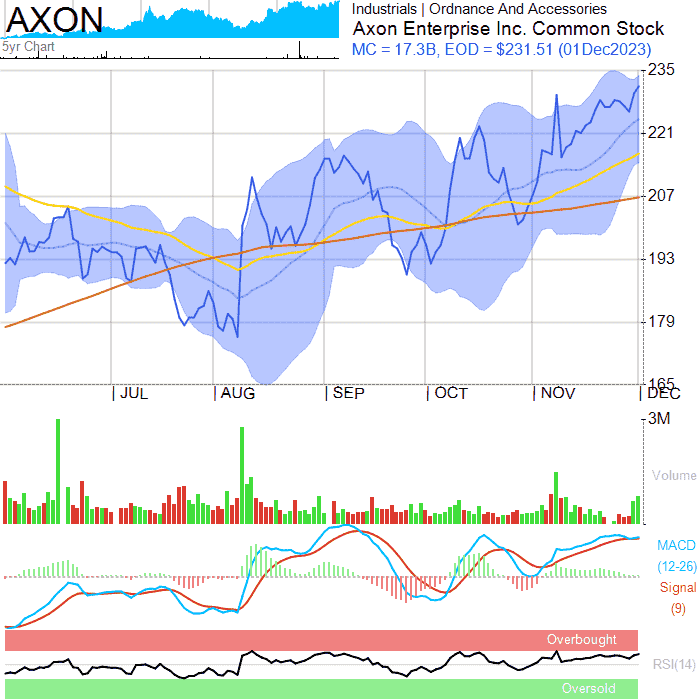 AXON
Industrials | Ordnance And Accessories
Axon Enterprise Inc. Common Stock
5yr Chart
MC = 17.3B, EOD = $231.51 (01Dec2023)
235
221
207
193
179
165
JUL
AUG
SEP
OCT
NOV
DEC
3M
Volume
MACD
(12-26)
Signal
(9)
Overbought
RSI(14)
Oversold